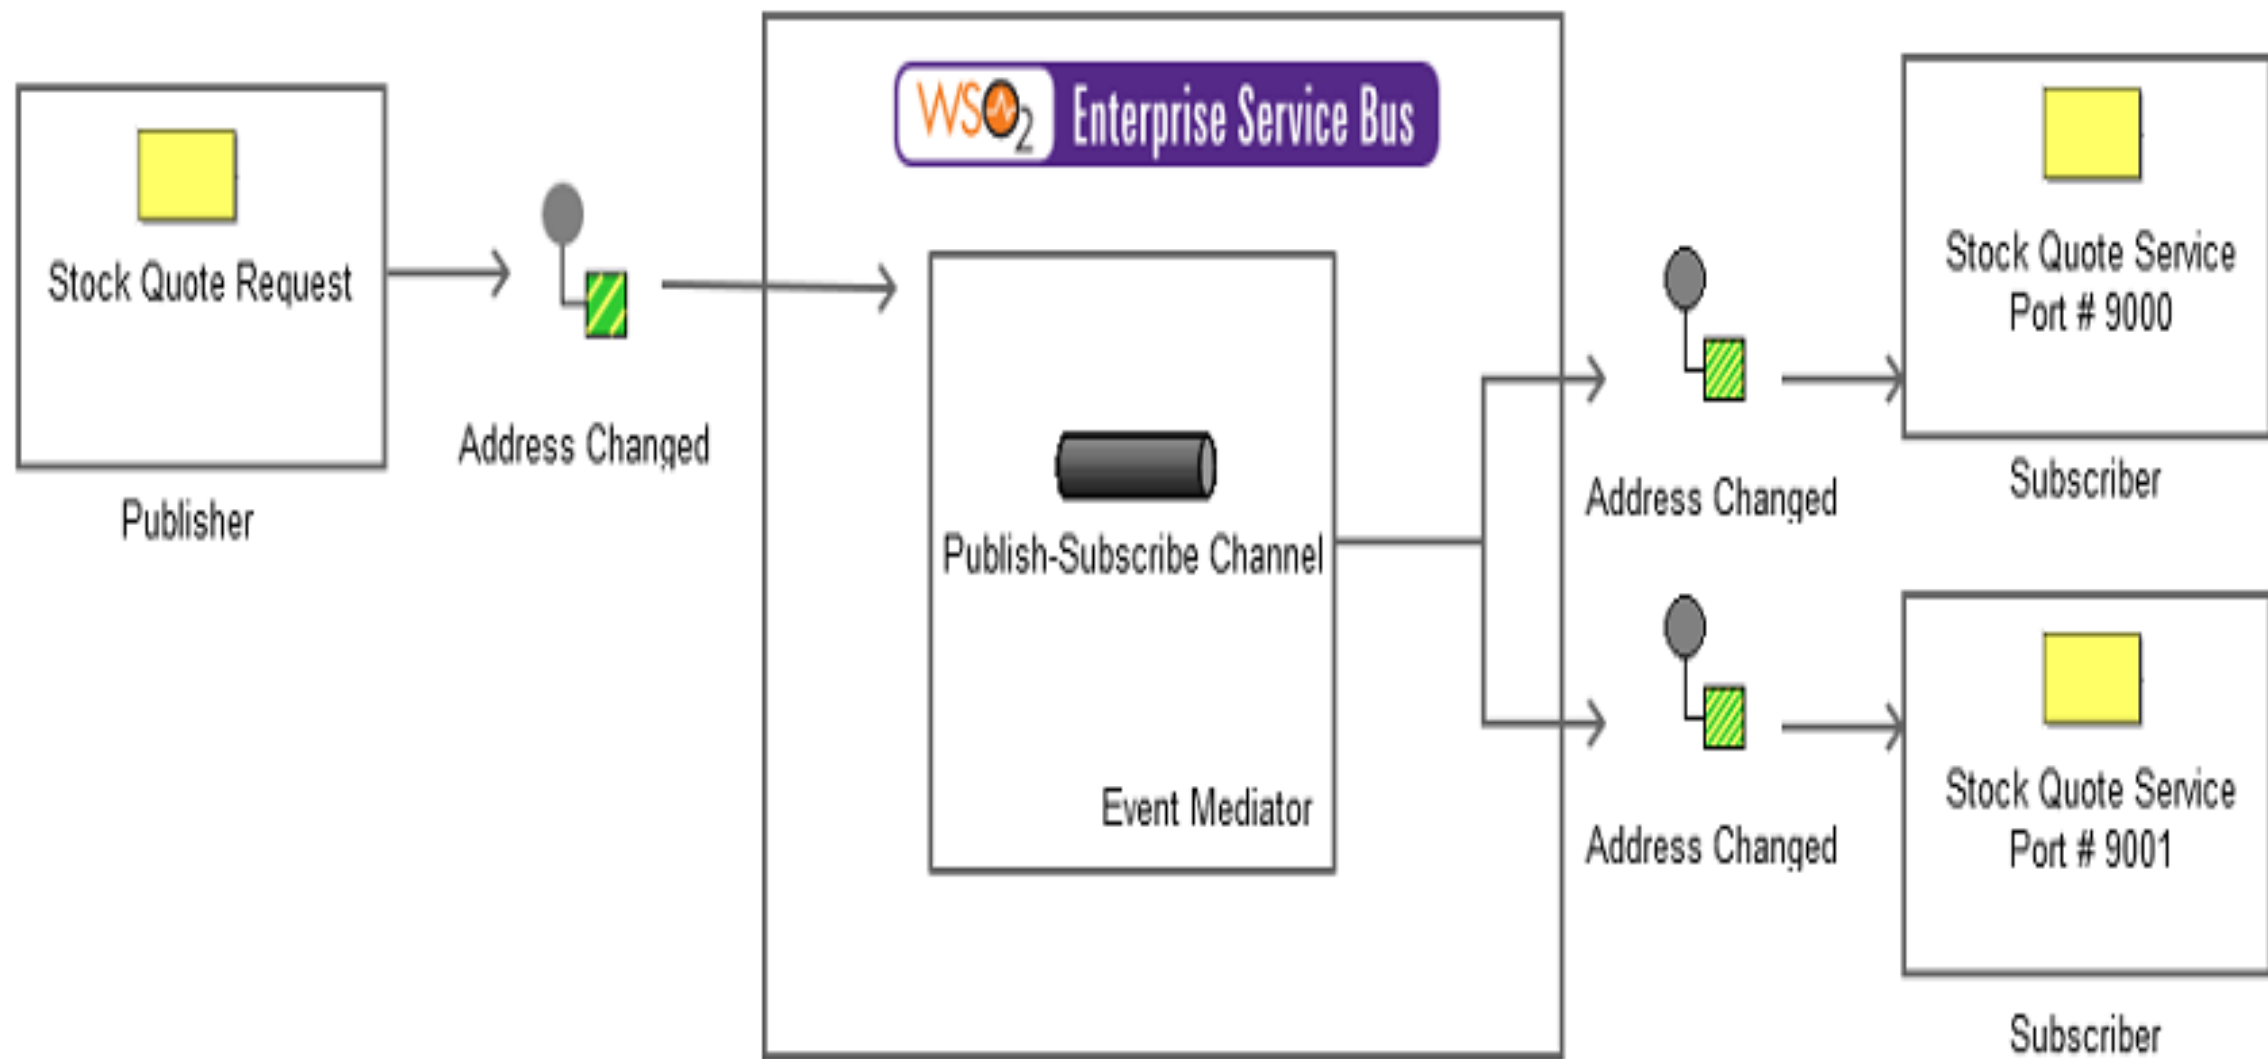 WSO2 Enterprise Service Bus
Stock Quote Request
Publisher
Address Changed
Publish-Subscribe Channel
Event Mediator
Address Changed
Stock Quote Service
Port # 9000
Subscriber
Address Changed
Stock Quote Service
Port # 9001
Subscriber